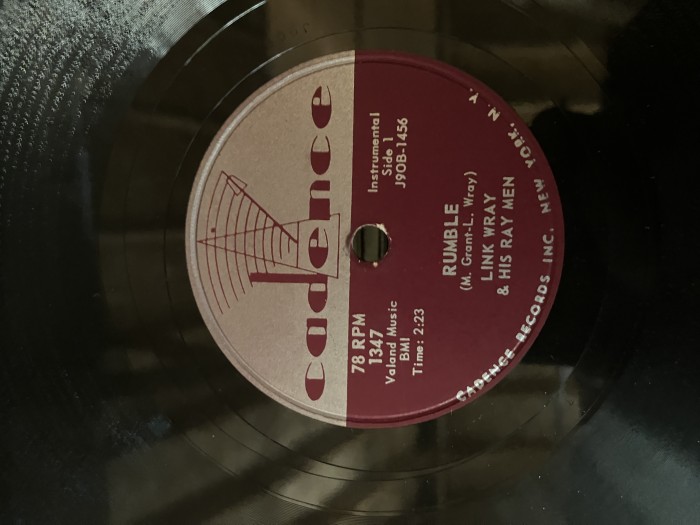 cadence
78 RPM
1347
Valand Music
BMI
Time: 2:23
Instrumental
Side 1
J9OB-1456
RUMBLE
(M. Grant-L. Wray)
LINK WRAY
& HIS RAY MEN
CADENCE RECORDS INC. NEW YORK, N.Y.